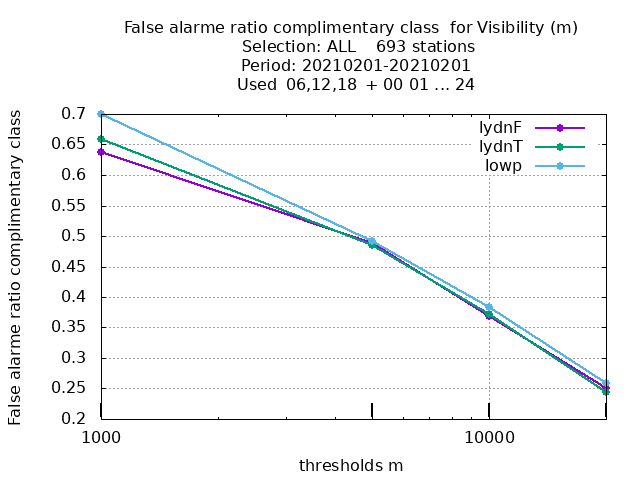 False alarme ratio complimentary class  for Visibility (m)
Selection: ALL    693 stations
Period: 20210201-20210201
Used  06,12,18  + 00 01 ... 24
False alarme ratio complimentary class
0.7
0.65
0.6
0.55
0.5
0.45
0.4
0.35
0.3
0.25
0.2
lydnF
lydnT
lowp
1000
10000
thresholds m